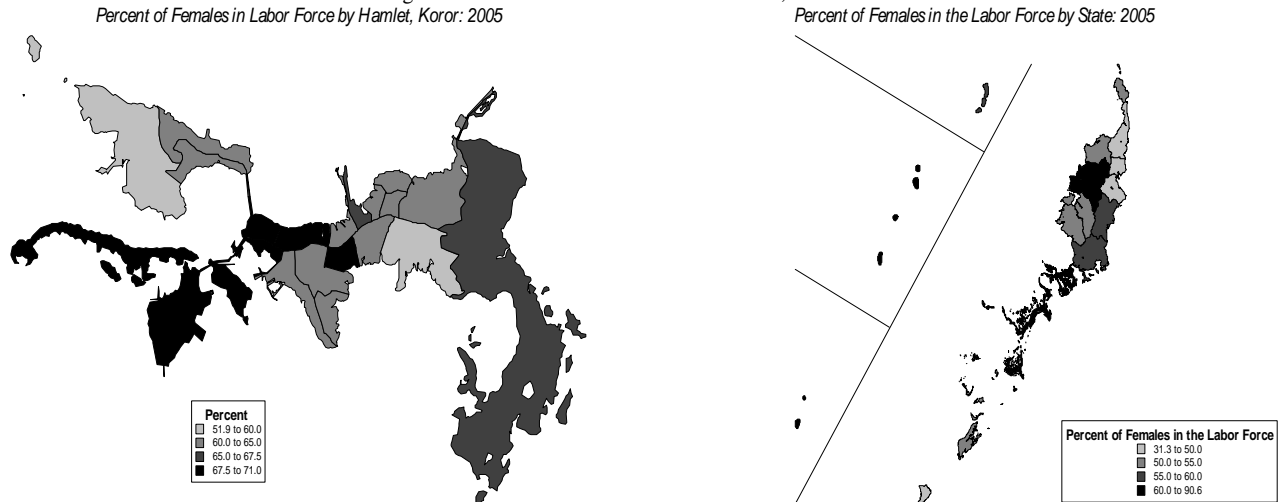 Percent of Females in Labor Force by Hamlet, Koror: 2005
Percent of Females in the Labor Force by State: 2005
Percent
51.9 to 60.0
60.0 to 65.0
65.0 to 67.5
67.5 to 71.0
Percent of Females in the Labor Force
31.3 to 50.0
50.0 to 55.0
55.0 to 60.0
60.0 to 90.6